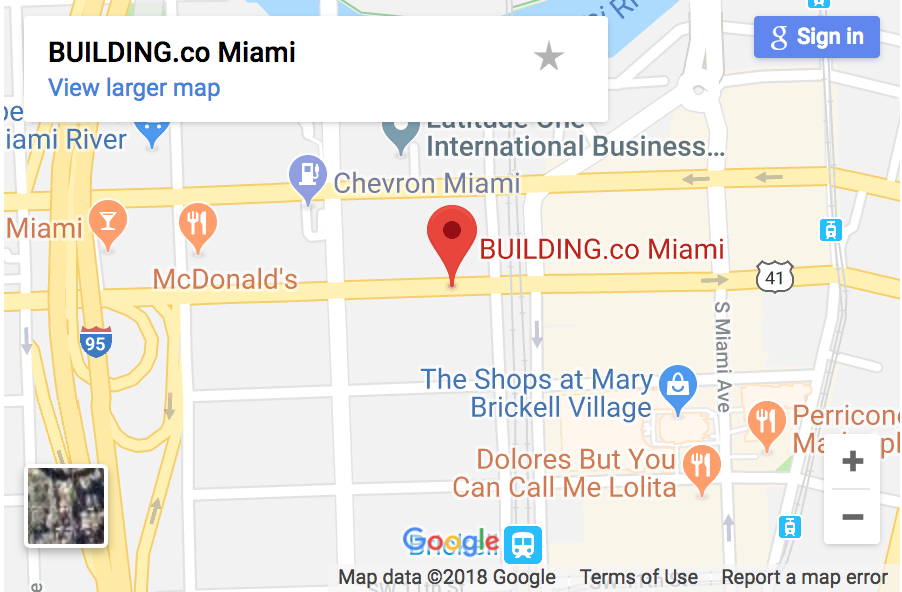 BUILDING.co Miami
View larger map
g Sign in
iami River
Latitude One
International Business...
Chevron Miami
Miami
McDonald's
BUILDING.co Miami
41
95
S Miami Ave
The Shops at Mary
Brickell Village
Perricone
Dolores But You
Can Call Me Lolita
+
−
Google
Map data ©2018 Google Terms of Use Report a map error